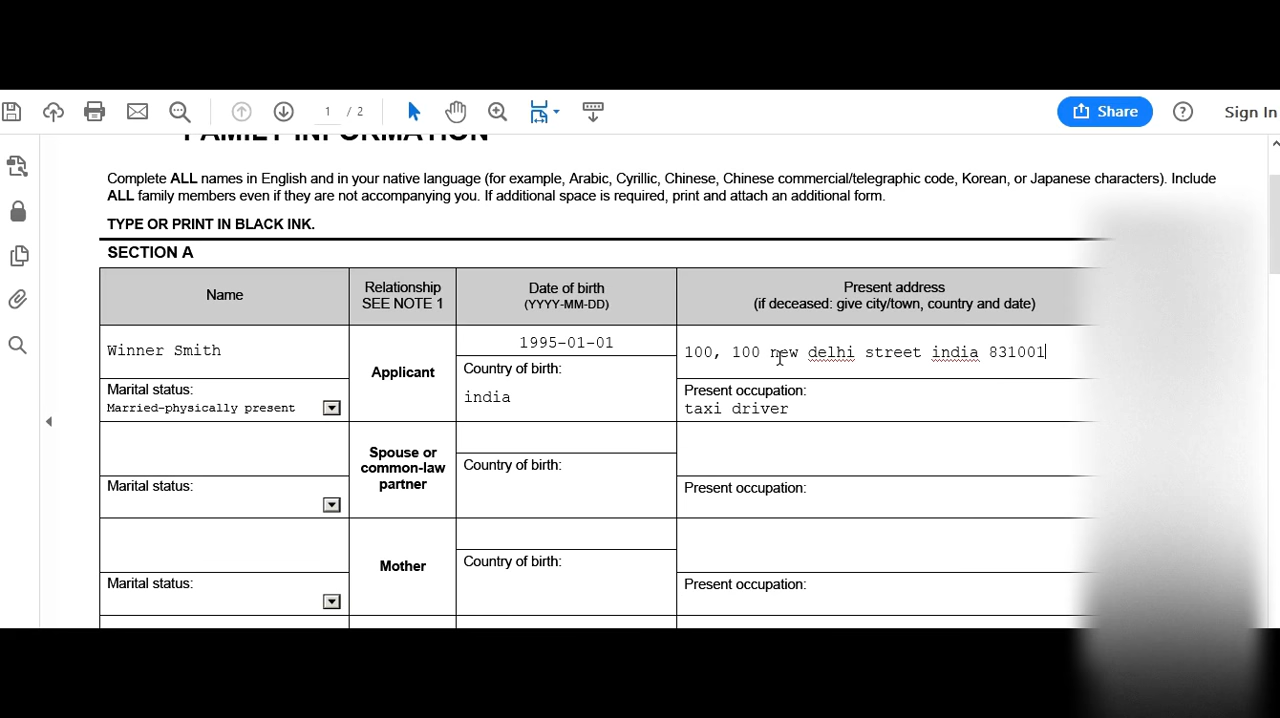 1 / 2
Share
Sign In
FAMILY INFORMATION
Complete ALL names in English and in your native language (for example, Arabic, Cyrillic, Chinese, Chinese commercial/telegraphic code, Korean, or Japanese characters). Include
ALL family members even if they are not accompanying you. If additional space is required, print and attach an additional form.
TYPE OR PRINT IN BLACK INK.
SECTION A
Name
Relationship
SEE NOTE 1
Date of birth
(YYYY-MM-DD)
Present address
(if deceased: give city/town, country and date)
Winner Smith
Marital status:
Married-physically present
Applicant
1995-01-01
Country of birth:
india
100, 100 new delhi street india 831001
Present occupation:
taxi driver
Marital status:
Spouse or
common-law
partner
Country of birth:
Present occupation:
Marital status:
Mother
Country of birth:
Present occupation: